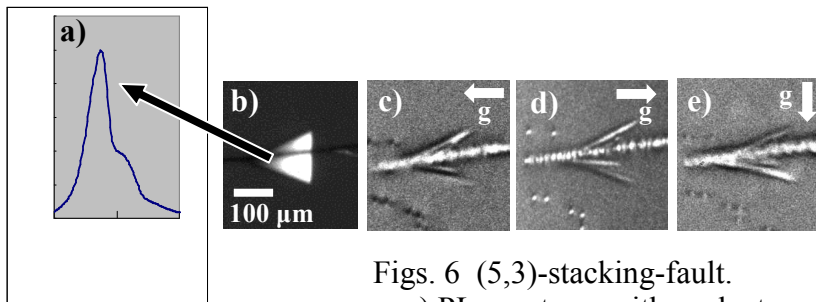 a)
b)
c)
d)
e)
g
g
g
100 µm
Figs. 6 (5,3)-stacking-fault.